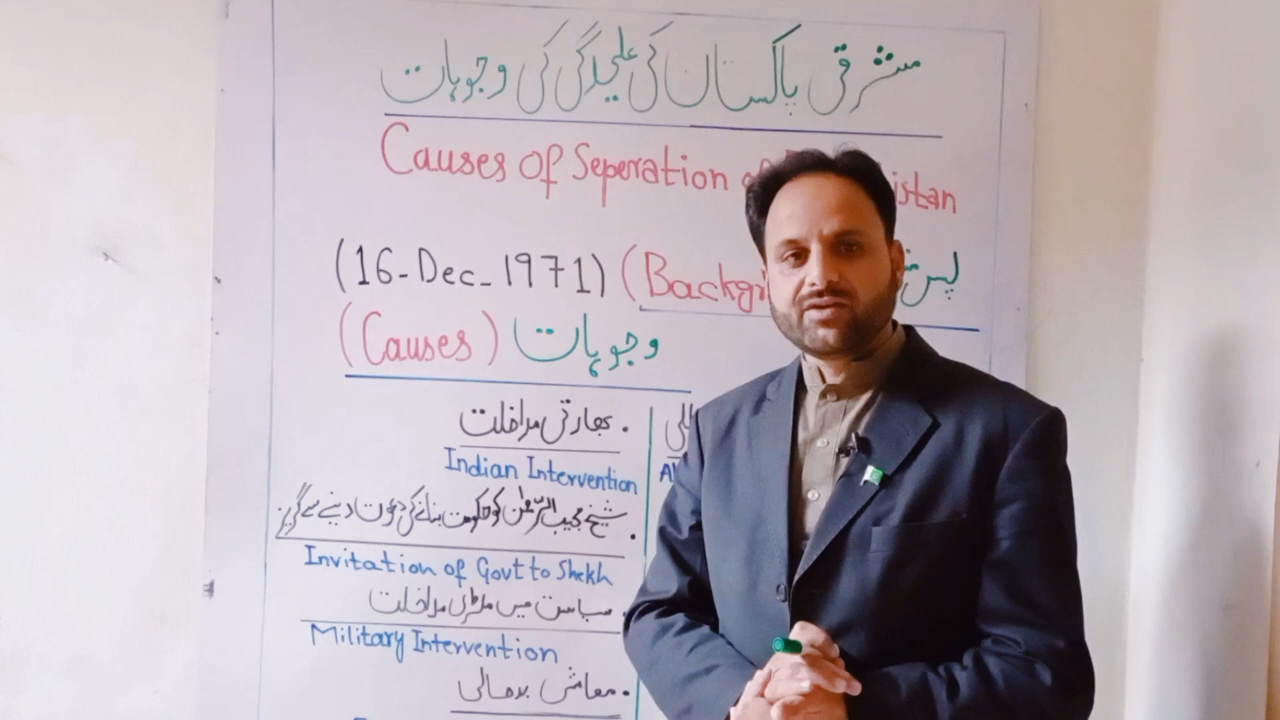 مشرقی پاکستان کی علیحدگی کی وجوہات
Causes of Seperation istan
(16-Dec-1971) (Backgr پس
(Causes) وجوہات
• بھارتی مداخلت
Indian Intervention
• شیخ مجیب الرحمٰن کو حکومت بنانے کی دعوت دینے سے گریز
Invitation of Govt to Shekh
• سیاست میں ملٹری مداخلت
Military Intervention
• معاشی بدحالی